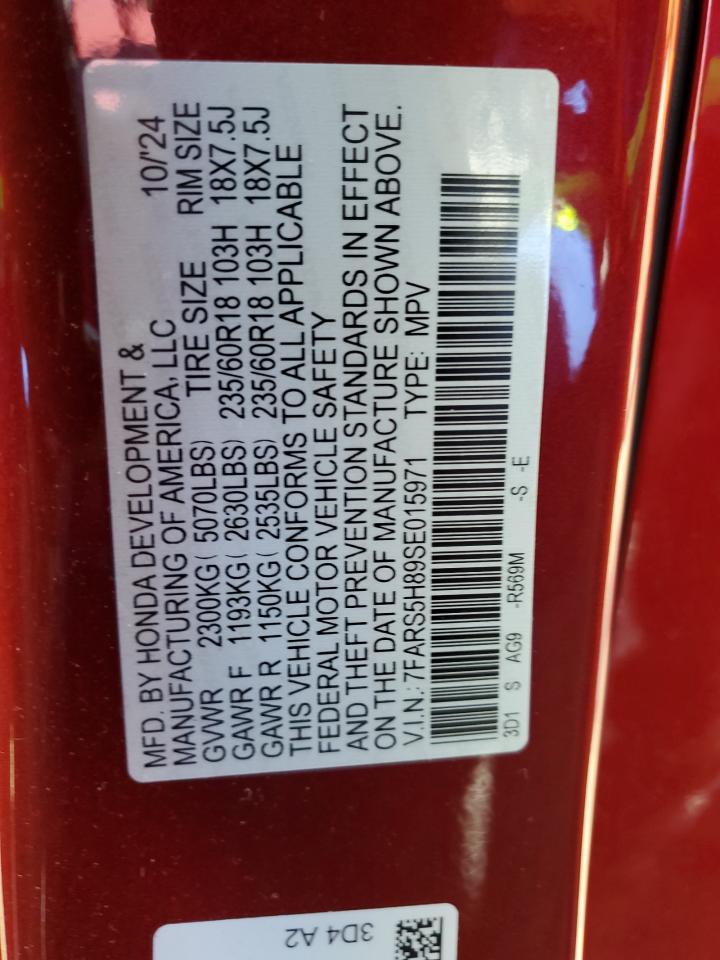 MFD. BY HONDA DEVELOPMENT & 10/'24
MANUFACTURING OF AMERICA, LLC
GVWR 2300KG( 5070LBS) TIRE SIZE RIM SIZE
GAWR F 1193KG( 2630LBS) 235/60R18 103H 18X7.5J
GAWR R 1150KG( 2535LBS) 235/60R18 103H 18X7.5J
THIS VEHICLE CONFORMS TO ALL APPLICABLE
FEDERAL MOTOR VEHICLE SAFETY
AND THEFT PREVENTION STANDARDS IN EFFECT
ON THE DATE OF MANUFACTURE SHOWN ABOVE.
V.I.N.: 7FARS5H89SE015971 TYPE: MPV
3D1 S AG9 -R569M -S -E
3D4 A2